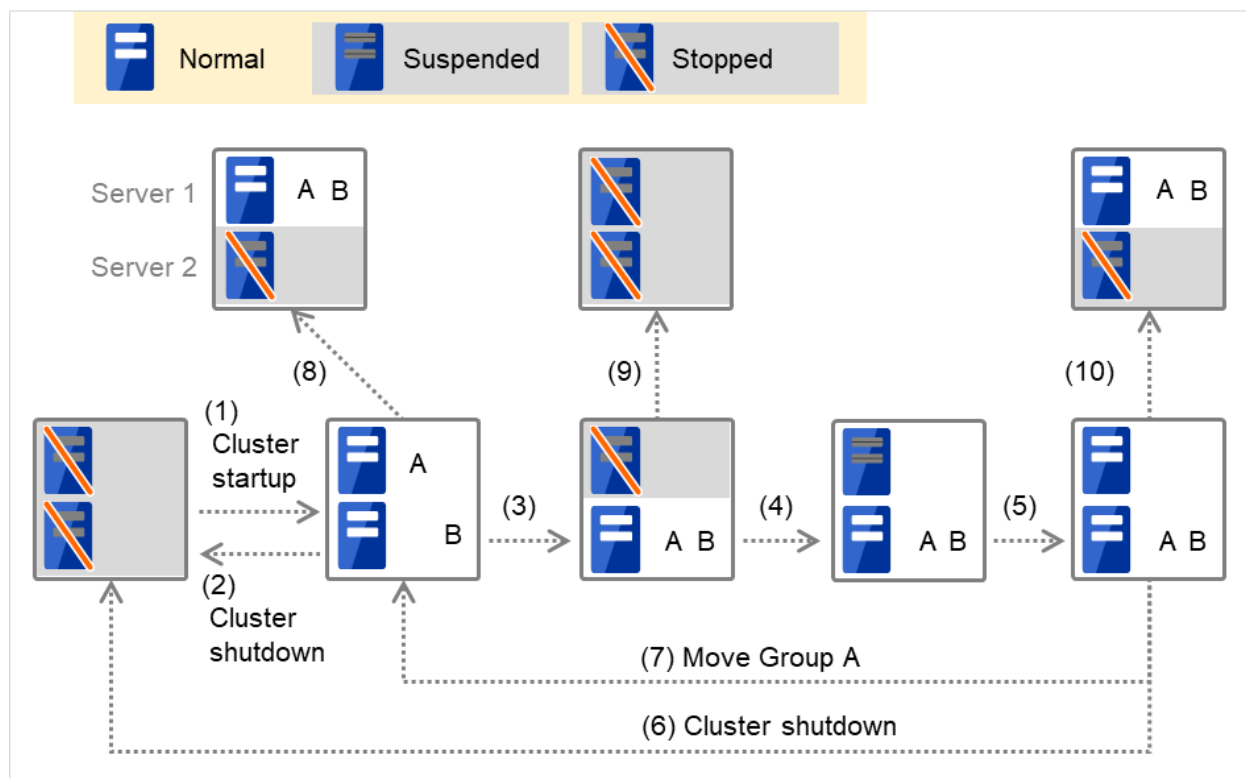 Normal
Suspended
Stopped
Server 1
A B
A B
Server 2
(8)
(9)
(10)
(1)
Cluster
startup
A
B
(3)
A B
(4)
A B
(5)
A B
(2)
Cluster
shutdown
(7) Move Group A
(6) Cluster shutdown